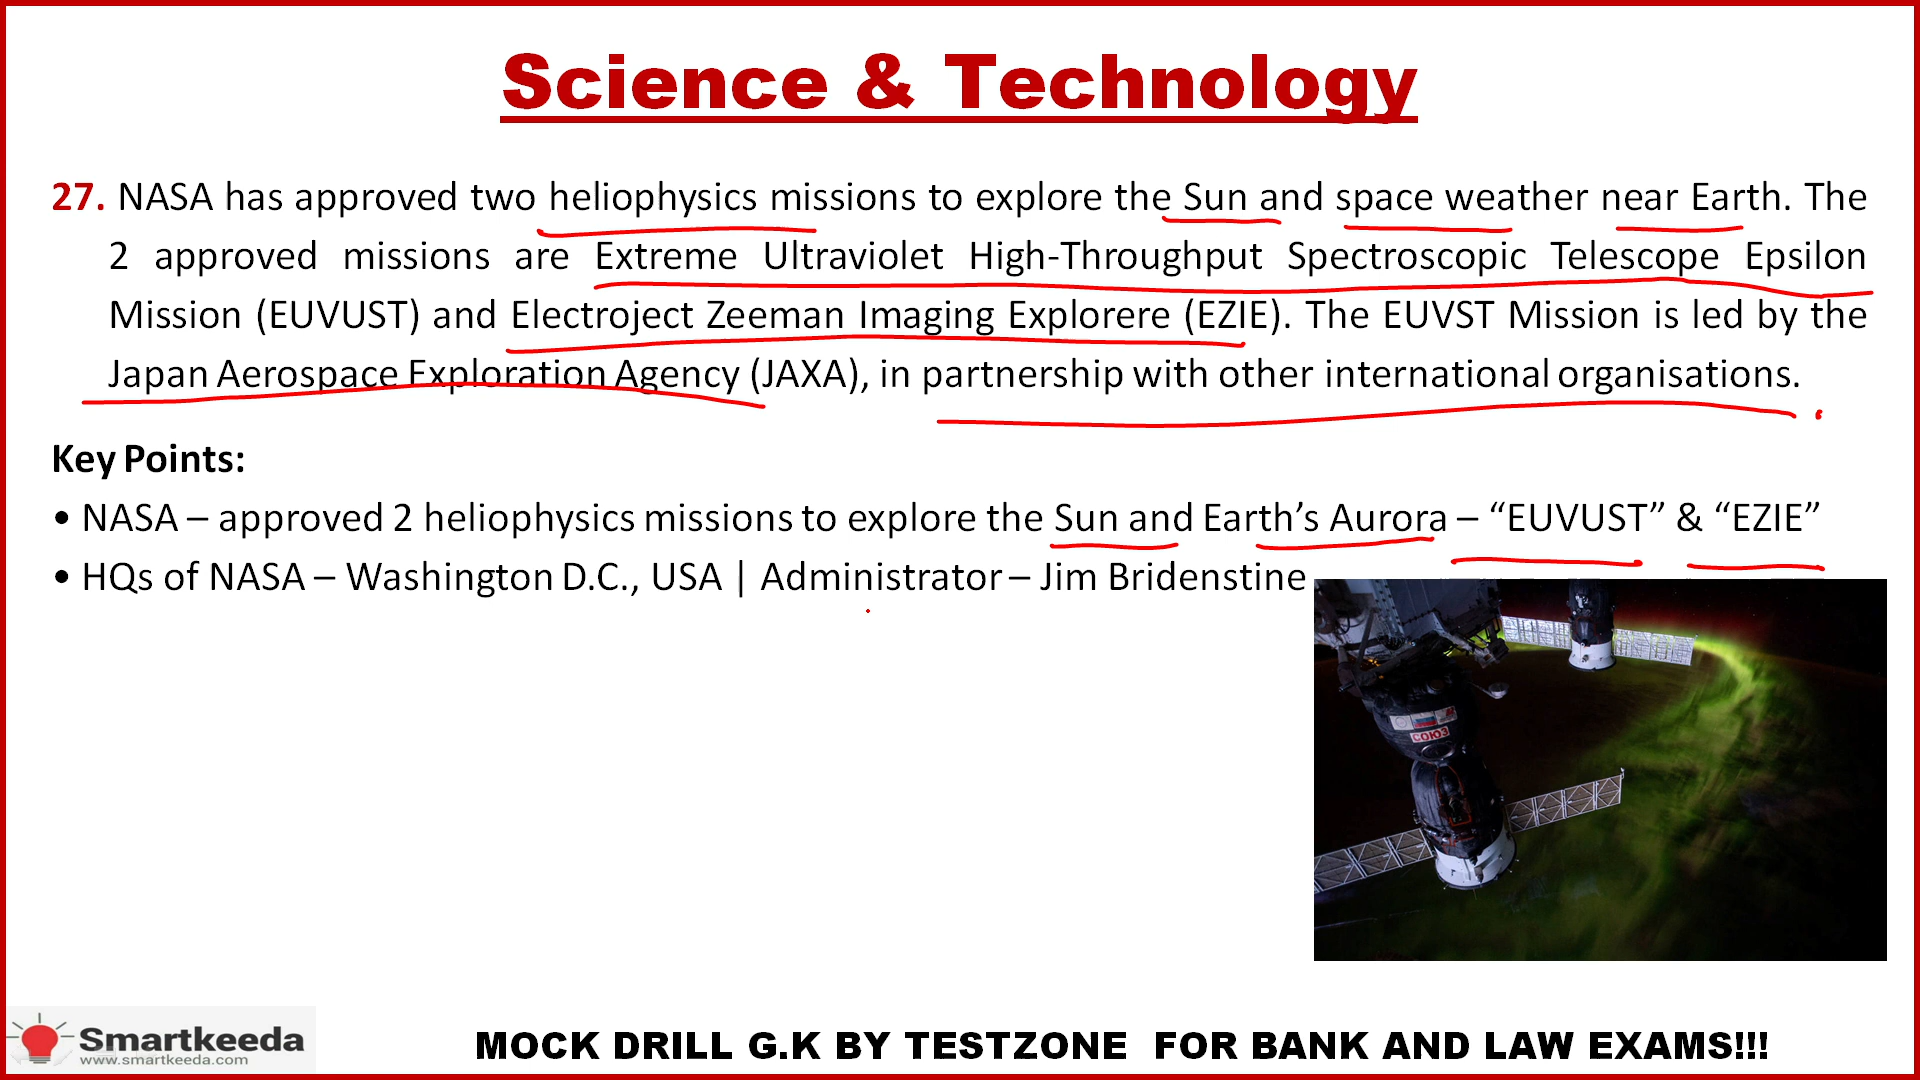 Science & Technology
27. NASA has approved two heliophysics missions to explore the Sun and space weather near Earth. The
2 approved missions are Extreme Ultraviolet High-Throughput Spectroscopic Telescope Epsilon
Mission (EUVUST) and Electroject Zeeman Imaging Explorere (EZIE). The EUVST Mission is led by the
Japan Aerospace Exploration Agency (JAXA), in partnership with other international organisations.
Key Points:
• NASA – approved 2 heliophysics missions to explore the Sun and Earth’s Aurora – “EUVUST” & “EZIE”
• HQs of NASA – Washington D.C., USA | Administrator – Jim Bridenstine
СОЮЗ
Smartkeeda
www.smartkeeda.com
MOCK DRILL G.K BY TESTZONE FOR BANK AND LAW EXAMS!!!